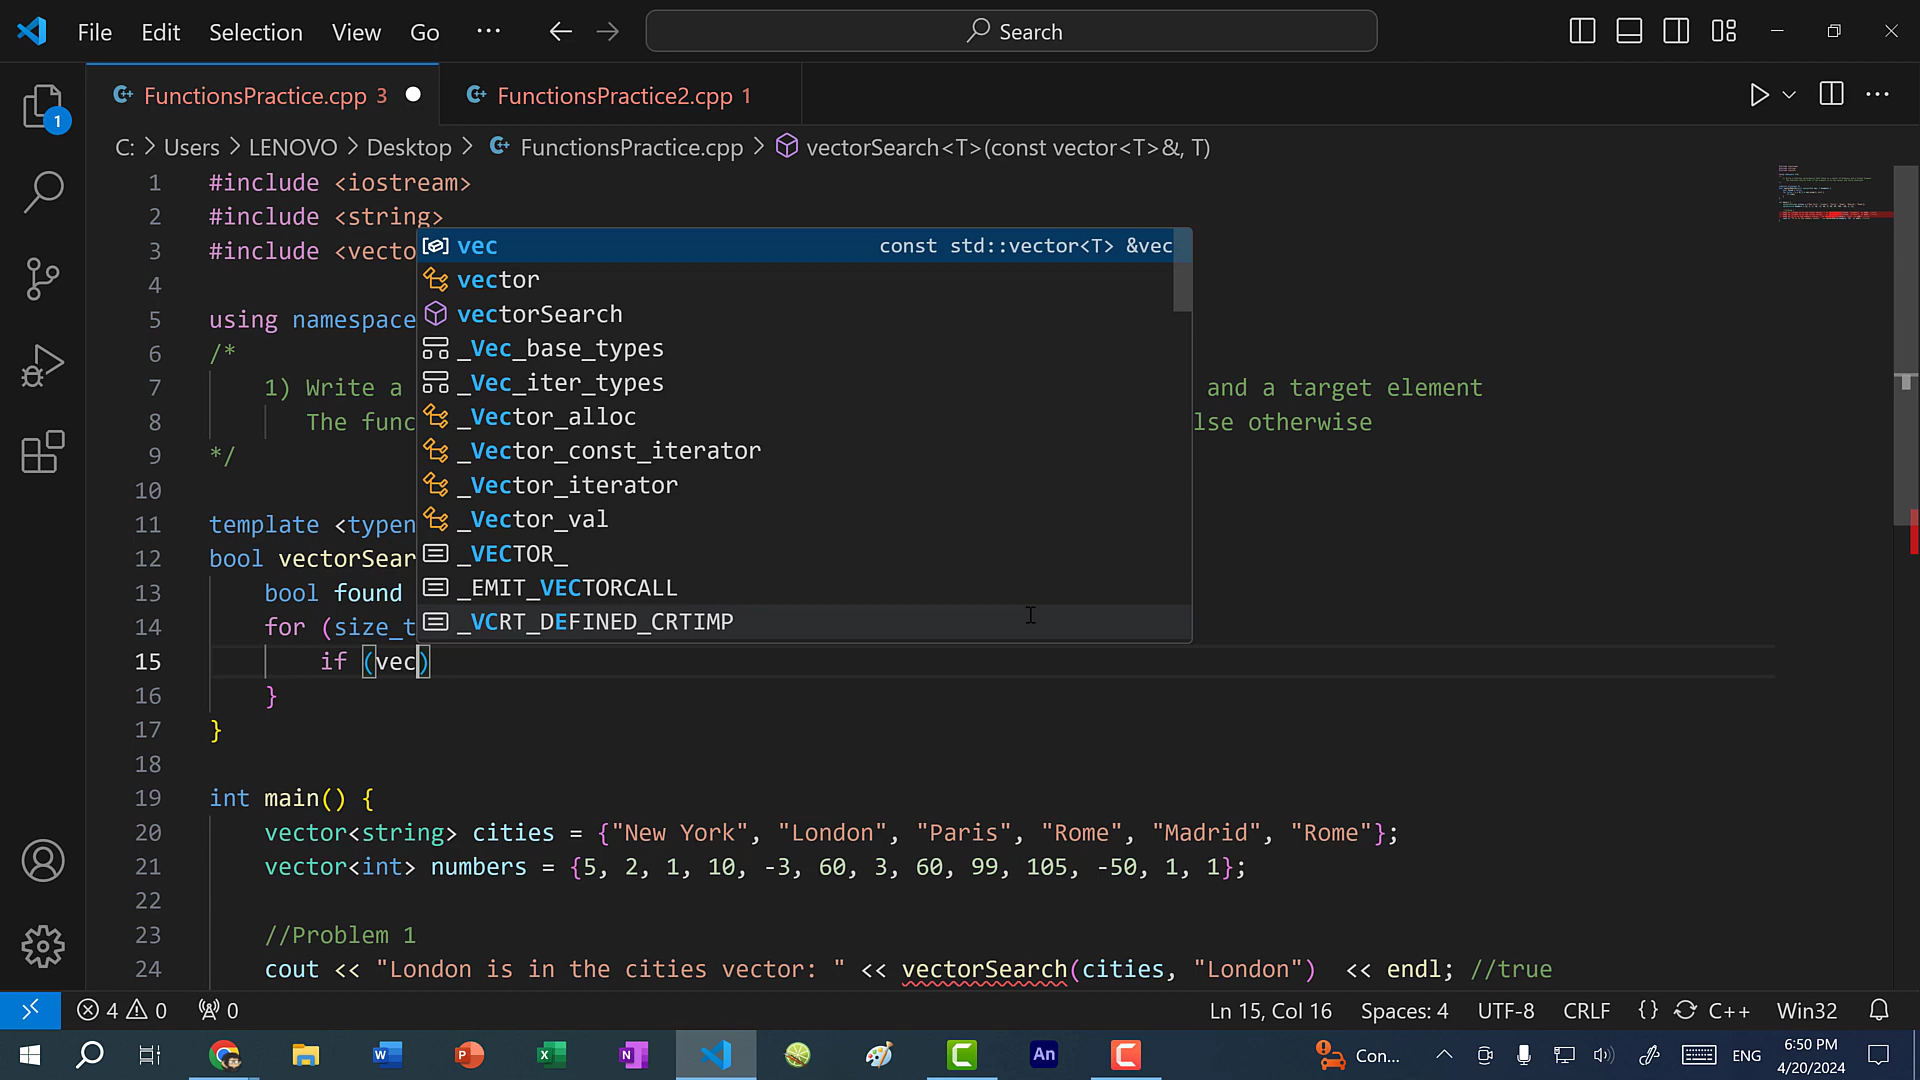 File Edit Selection View Go ··· Search
FunctionsPractice.cpp 3 FunctionsPractice2.cpp 1
1
C: > Users > LENOVO > Desktop > FunctionsPractice.cpp > vectorSearch<T>(const vector<T>&, T)
1 #include <iostream>
2 #include <string>
3 #include <vecto
4
5 using namespace
6 /*
7 1) Write a and a target element
8 The func lse otherwise
9 */
10
11 template <typen
12 bool vectorSear
13 bool found
14 for (size_t
15 if (vec)
16 }
17 }
18
19 int main() {
20 vector<string> cities = {"New York", "London", "Paris", "Rome", "Madrid", "Rome"};
21 vector<int> numbers = {5, 2, 1, 10, -3, 60, 3, 60, 99, 105, -50, 1, 1};
22
23 //Problem 1
24 cout << "London is in the cities vector: " << vectorSearch(cities, "London") << endl; //true
vec const std::vector<T> &vec
vector
vectorSearch
_Vec_base_types
_Vec_iter_types
_Vector_alloc
_Vector_const_iterator
_Vector_iterator
_Vector_val
_VECTOR_
_EMIT_VECTORCALL
_VCRT_DEFINED_CRTIMP
4 0 0 Ln 15, Col 16 Spaces: 4 UTF-8 CRLF {} C++ Win32
Con... ENG 6:50 PM
4/20/2024
An